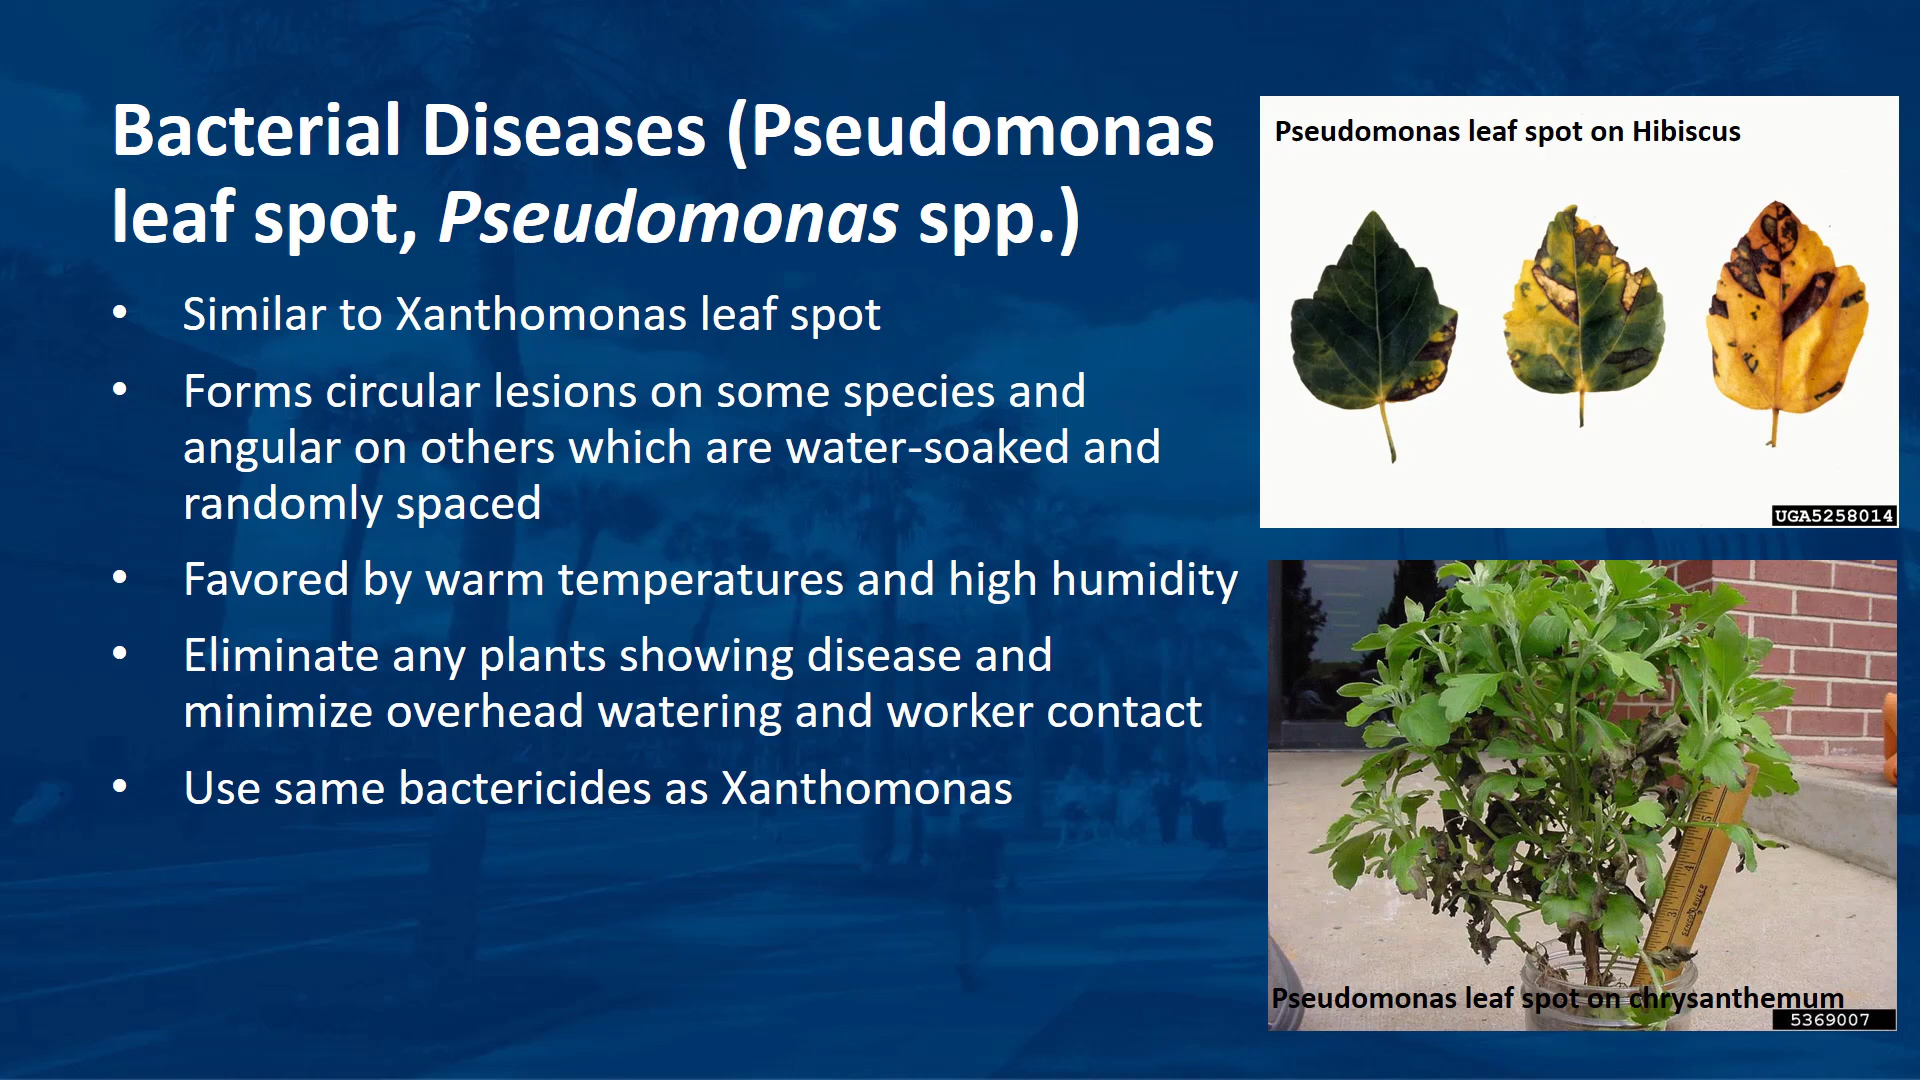 Bacterial Diseases (Pseudomonas
leaf spot, Pseudomonas spp.)
• Similar to Xanthomonas leaf spot
• Forms circular lesions on some species and
angular on others which are water-soaked and
randomly spaced
• Favored by warm temperatures and high humidity
• Eliminate any plants showing disease and
minimize overhead watering and worker contact
• Use same bactericides as Xanthomonas
Pseudomonas leaf spot on Hibiscus
UGA5258014
Pseudomonas leaf spot on chrysanthemum
5369007